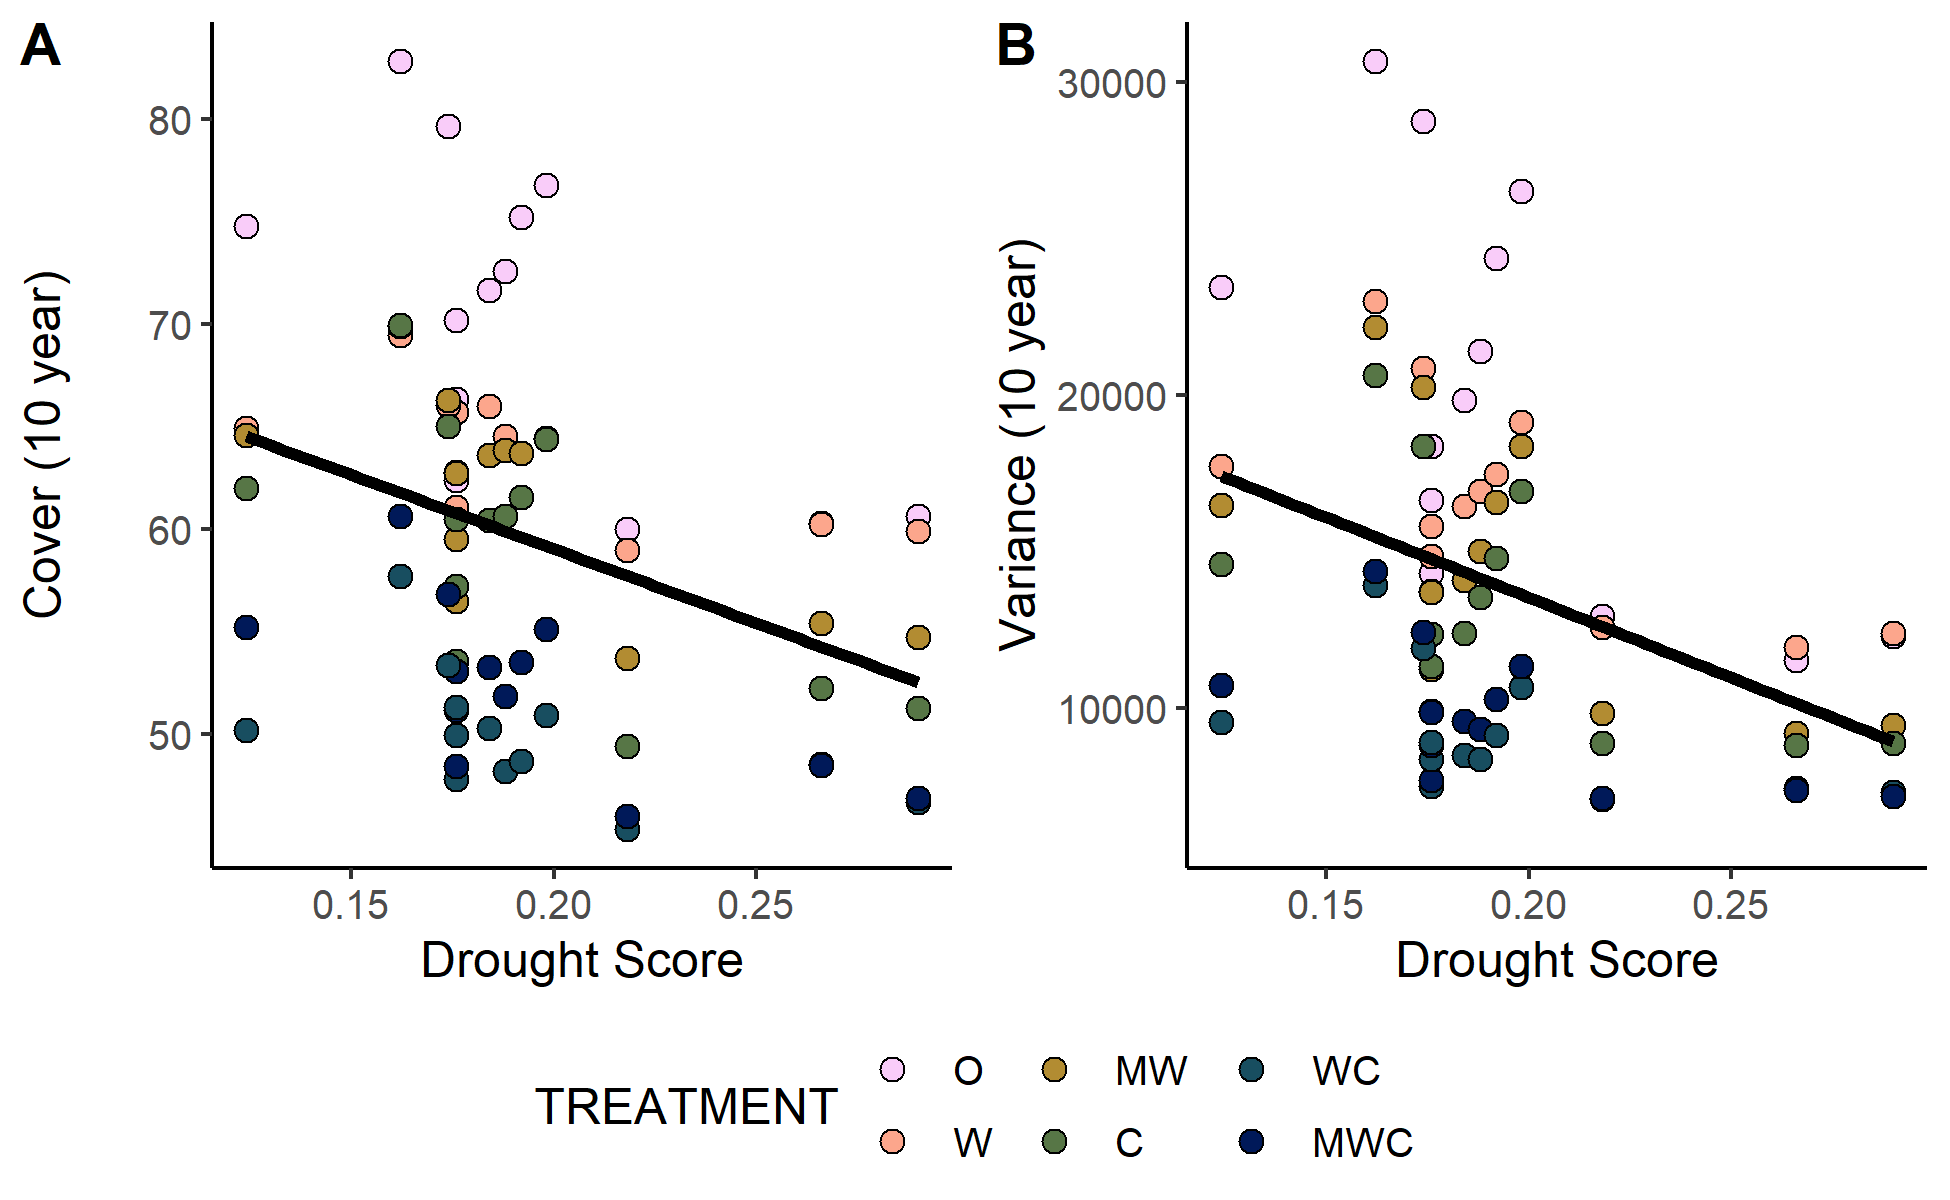 A
Cover (10 year)
80
70
60
50
0.15 0.20 0.25
Drought Score
B
Variance (10 year)
30000
20000
10000
0.15 0.20 0.25
Drought Score
TREATMENT
O MW WC
W C MWC